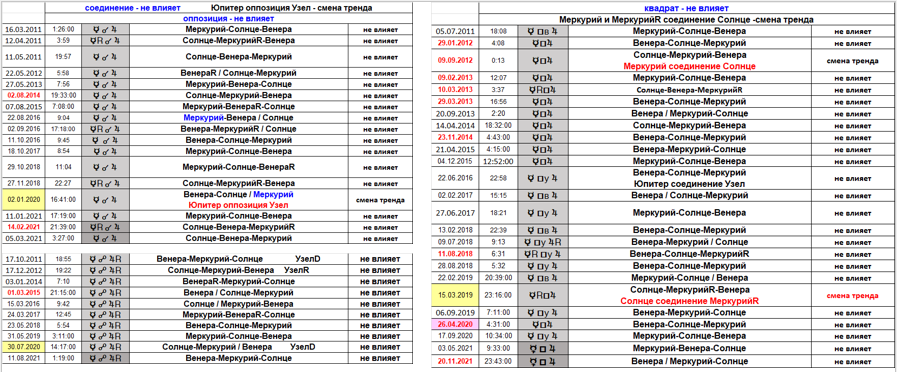 соединение - не влияет Юпитер оппозиция Узел - смена тренда
оппозиция - не влияет
16.03.2011 1:26:00 ☿ ☌ ♃ Меркурий-Солнце-Венера не влияет
12.04.2011 3:59 ☿R ☌ ♃ Солнце-МеркурийR-Венера не влияет
11.05.2011 19:57 ☿ ☌ ♃ Солнце-Венера-Меркурий не влияет
22.05.2012 5:58 ☿ ☌ ♃ ВенераR / Солнце-Меркурий не влияет
27.05.2013 7:56 ☿ ☌ ♃ Солнце-Венера-Меркурий не влияет
02.08.2014 19:33:00 ☿ ☌ ♃ Солнце-Меркурий-Венера не влияет
07.08.2015 7:08:00 ☿ ☌ ♃ Солнце-Меркурий-ВенераR не влияет
22.08.2016 9:04 ☿ ☌ ♃ Меркурий-Венера / Солнце не влияет
02.09.2016 17:18:00 ☿R ☌ ♃ Венера-МеркурийR / Солнце не влияет
11.10.2016 9:45 ☿ ☌ ♃ Венера-Солнце-Меркурий не влияет
18.10.2017 8:54 ☿ ☌ ♃ Меркурий-Солнце-Венера не влияет
29.10.2018 11:04 ☿ ☌ ♃ Меркурий-Солнце-ВенераR не влияет
27.11.2018 22:27 ☿R ☌ ♃ Солнце-МеркурийR-Венера не влияет
02.01.2020 16:41:00 ☿ ☌ ♃ Венера-Солнце / Меркурий смена тренда
Юпитер оппозиция Узел
11.01.2021 17:19:00 ☿ ☌ ♃ Меркурий-Солнце-Венера не влияет
14.02.2021 21:39:00 ☿R ☌ ♃ Солнце-Венера-МеркурийR не влияет
05.03.2021 3:27:00 ☿ ☌ ♃ Солнце-Венера-Меркурий не влияет
17.10.2011 18:55 ☿ ☍ ♃R Венера-Меркурий-Солнце УзелD не влияет
17.12.2012 19:22 ☿ ☍ ♃R Солнце-Меркурий-Венера УзелR не влияет
03.01.2014 7:10 ☿ ☍ ♃R ВенераR-Меркурий-Солнце не влияет
01.03.2015 21:15:00 ☿ ☍ ♃R Венера / Солнце-Меркурий не влияет
15.03.2016 9:42 ☿ ☍ ♃R Солнце / Меркурий-Венера не влияет
24.03.2017 12:45 ☿ ☍ ♃R Меркурий-ВенераR-Солнце не влияет
23.05.2018 5:54 ☿ ☍ ♃R Венера-Солнце-Меркурий не влияет
31.05.2019 3:11:00 ☿ ☍ ♃R Меркурий-Солнце-Венера не влияет
30.07.2020 14:17:00 ☿ ☍ ♃R Солнце-Меркурий / Венера УзелD не влияет
11.08.2021 1:19:00 ☿ ☍ ♃R Венера-Меркурий-Солнце не влияет
квадрат - не влияет
Меркурий и МеркурийR соединение Солнце -смена тренда
05.07.2011 18:08 ☿ □в ♃ Меркурий-Солнце-Венера не влияет
29.01.2012 4:08 ☿□♃ Венера-Солнце-Меркурий не влияет
09.09.2012 0:13 ☿□♃ Солнце-Меркурий-Венера смена тренда
Меркурий соединение Солнце
09.02.2013 12:07 ☿□♃ Меркурий-Солнце-Венера не влияет
10.03.2013 3:37 ☿R□♃ Солнце-Венера-МеркурийR не влияет
29.03.2013 16:56 ☿□♃ Венера-Солнце-Меркурий не влияет
20.09.2013 2:20 ☿□♃ Венера / Меркурий-Солнце не влияет
14.04.2014 18:32:00 ☿□♃ Солнце-Меркурий-Венера не влияет
23.11.2014 4:43:00 ☿□♃ Венера-Солнце-Меркурий не влияет
21.04.2015 4:15:00 ☿□♃ Венера-Меркурий-Солнце не влияет
04.12.2015 12:52:00 ☿□♃ Меркурий-Солнце-Венера не влияет
22.06.2016 22:58 ☿ □у ♃ Венера-Солнце-Меркурий не влияет
Юпитер соединение Узел
02.02.2017 15:15 ☿ □в ♃ Венера / Солнце-Меркурий не влияет
27.06.2017 18:21 ☿ □у ♃ Меркурий-Солнце-Венера не влияет
13.02.2018 22:39 ☿ □в ♃ Венера-Солнце-Меркурий не влияет
09.07.2018 9:13 ☿ □у ♃R Венера-Меркурий / Солнце не влияет
11.08.2018 6:31 ☿R □у ♃ Венера-Солнце-МеркурийR не влияет
28.08.2018 5:32 ☿ □у ♃ Венера-Солнце-Меркурий не влияет
22.02.2019 20:39:00 ☿ □в ♃ Меркурий-Солнце / Венера не влияет
15.03.2019 23:16:00 ☿R□♃ Солнце-МеркурийR-Венера смена тренда
Солнце соединение МеркурийR
06.09.2019 7:11:00 ☿ □у ♃ Венера-Меркурий-Солнце не влияет
26.04.2020 4:31:00 ☿□♃ Венера-Солнце-Меркурий не влияет
17.09.2020 10:34:00 ☿ □у ♃ Меркурий-Солнце-Венера не влияет
03.05.2021 9:33:00 ☿ □ ♃ Меркурий-Венера-Солнце не влияет
20.11.2021 23:43:00 ☿ □ ♃ Венера / Меркурий-Солнце не влияет